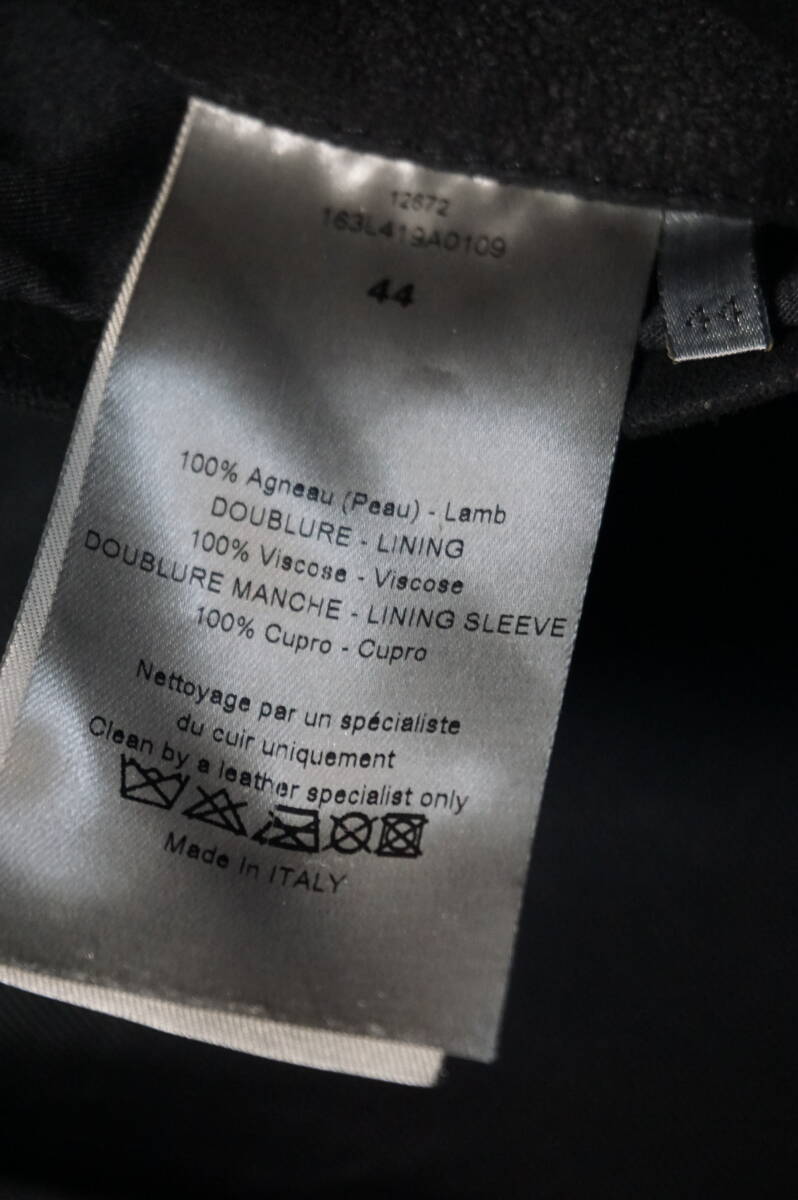 12672
163L419A0109
44
44
100% Agneau (Peau) - Lamb
DOUBLURE - LINING
100% Viscose - Viscose
DOUBLURE MANCHE - LINING SLEEVE
100% Cupro - Cupro
Nettoyage par un spécialiste
du cuir uniquement
Clean by a leather specialist only
Made in ITALY